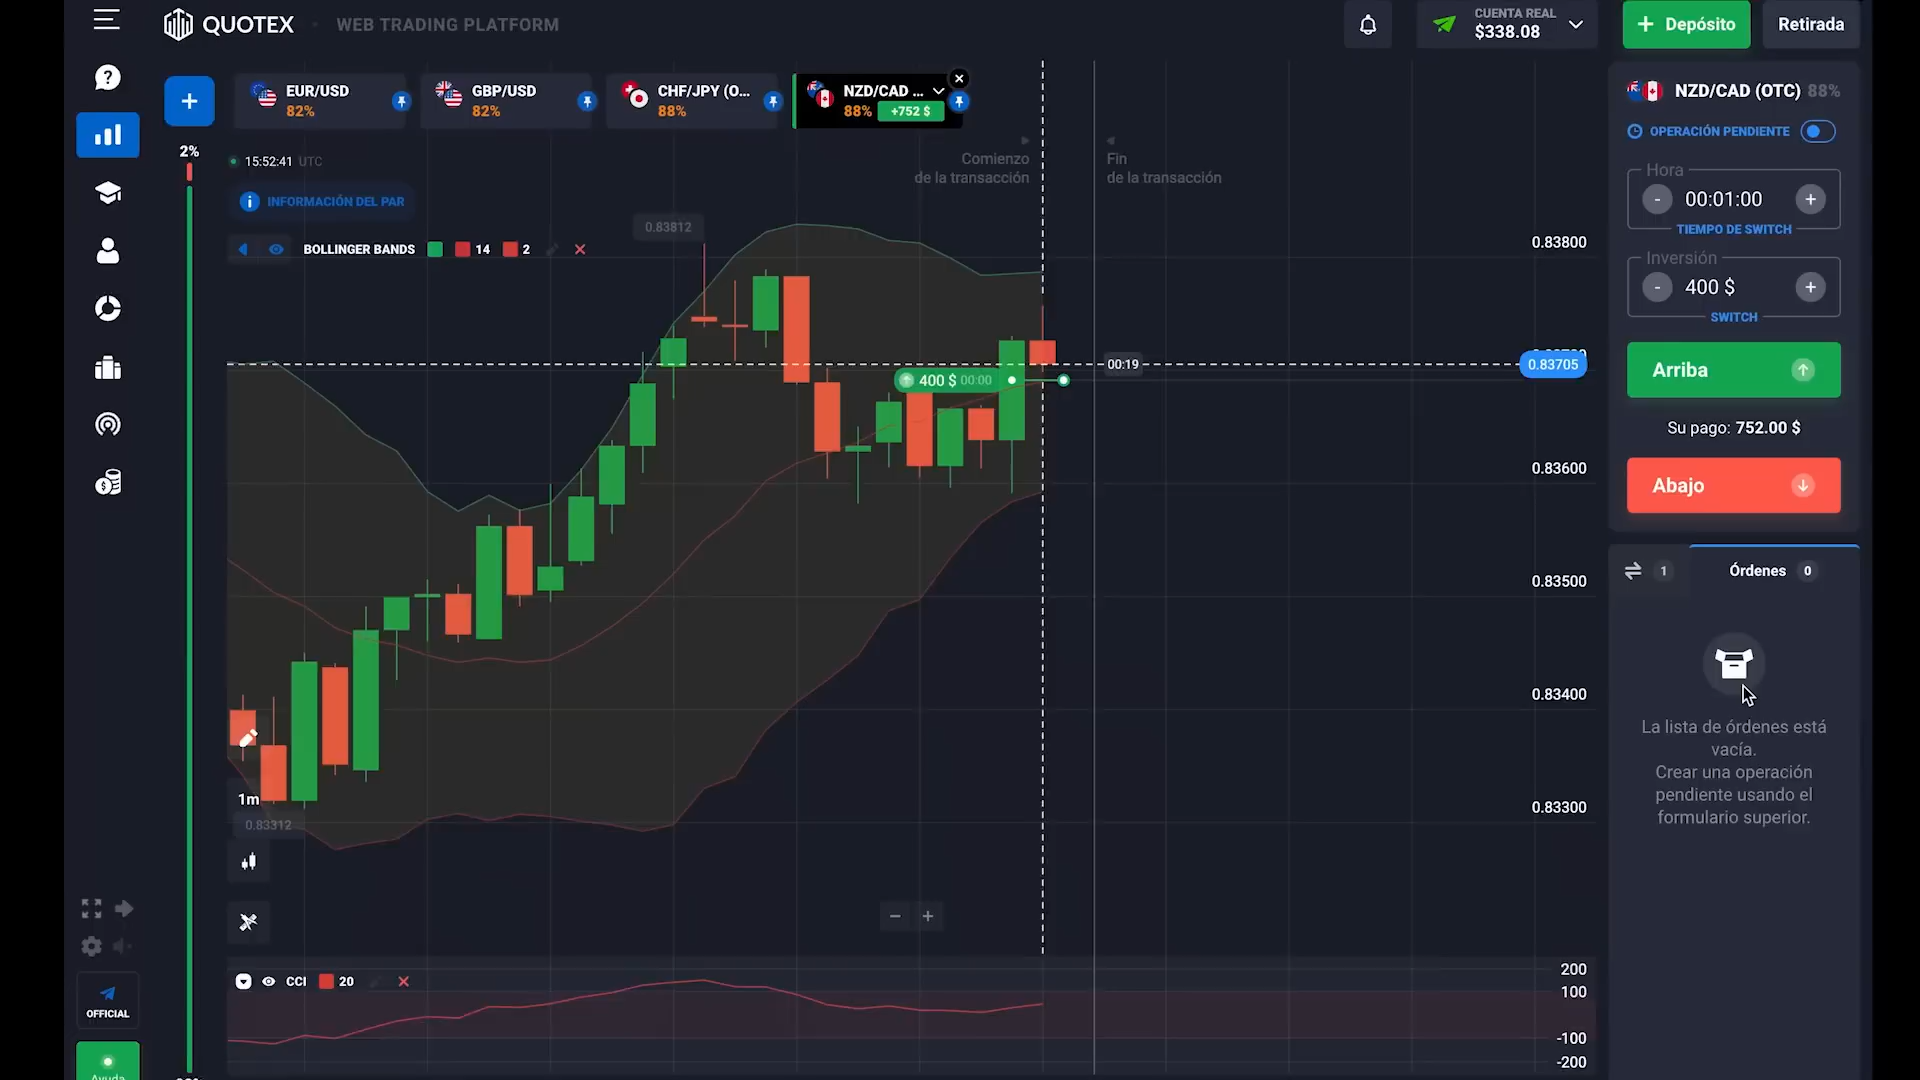 QUOTEX
WEB TRADING PLATFORM
CUENTA REAL
$338.08
+ Depósito
Retirada
+
EUR/USD
82%
GBP/USD
82%
CHF/JPY (O...
88%
NZD/CAD ...
88% +752 $
NZD/CAD (OTC) 88%
OPERACIÓN PENDIENTE
2%
15:52:41 UTC
Comienzo
de la transacción
Fin
de la transacción
Hora
- 00:01:00 +
TIEMPO DE SWITCH
INFORMACIÓN DEL PAR
BOLLINGER BANDS 14 2
0.83812
0.83800
Inversión
- 400 $ +
SWITCH
00:19
0.83705
400 $ 00:00
Arriba
Su pago: 752.00 $
0.83600
Abajo
1
Órdenes 0
0.83500
0.83400
La lista de órdenes está
vacía.
Crear una operación
pendiente usando el
formulario superior.
1m
0.83300
0.83312
− +
CCI 20
200
100
-100
-200
OFFICIAL
Ayuda